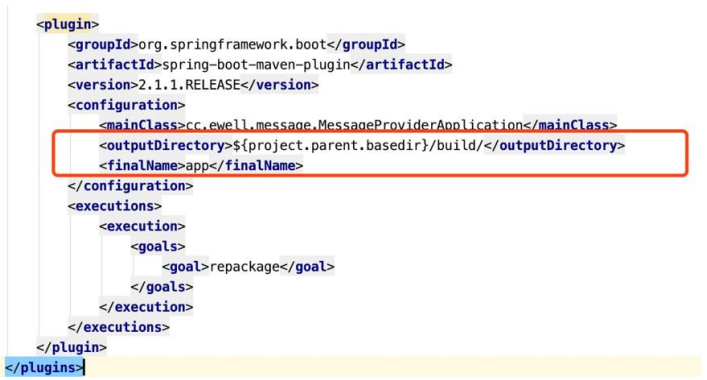 <plugin>
<groupId>org.springframework.boot</groupId>
<artifactId>spring-boot-maven-plugin</artifactId>
<version>2.1.1.RELEASE</version>
<configuration>
<mainClass>cc.ewell.message.MessageProviderApplication</mainClass>
<outputDirectory>${project.parent.basedir}/build/</outputDirectory>
<finalName>app</finalName>
</configuration>
<executions>
<execution>
<goals>
<goal>repackage</goal>
</goals>
</execution>
</executions>
</plugin>
</plugins>